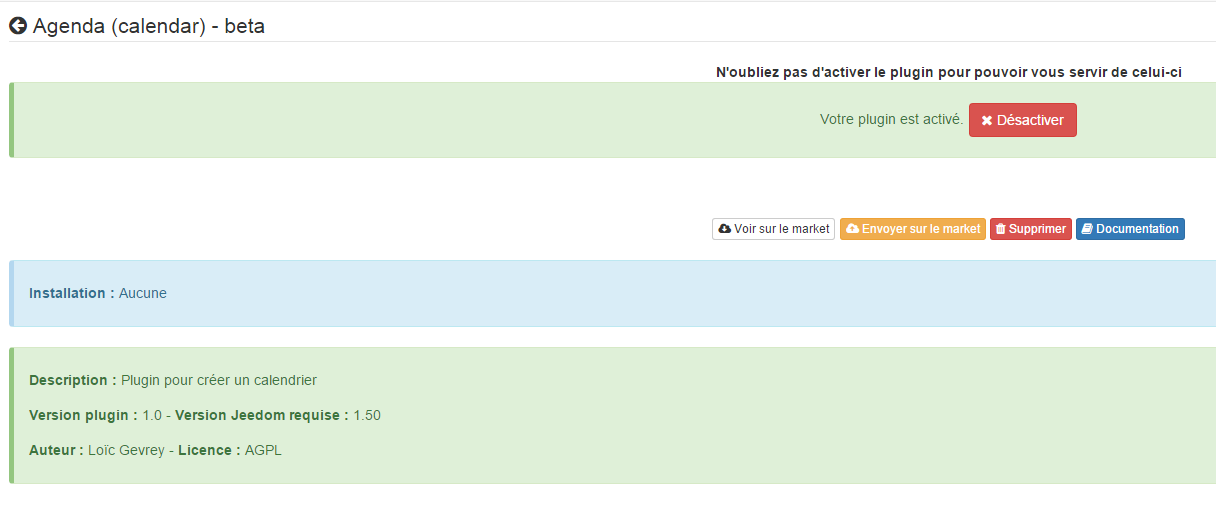 Agenda (calendar) - beta
N'oubliez pas d'activer le plugin pour pouvoir vous servir de celui-ci
Votre plugin est activé. Désactiver
Voir sur le market Envoyer sur le market Supprimer Documentation
Installation : Aucune
Description : Plugin pour créer un calendrier
Version plugin : 1.0 - Version Jeedom requise : 1.50
Auteur : Loïc Gevrey - Licence : AGPL